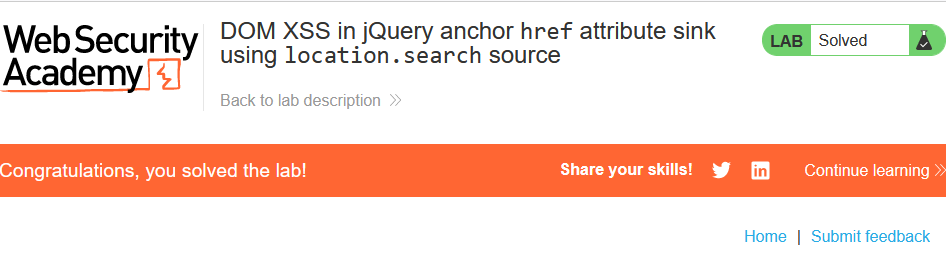 Web Security
Academy
DOM XSS in jQuery anchor href attribute sink
using location.search source
Back to lab description
LAB Solved
Congratulations, you solved the lab!
Share your skills!
Continue learning
Home | Submit feedback